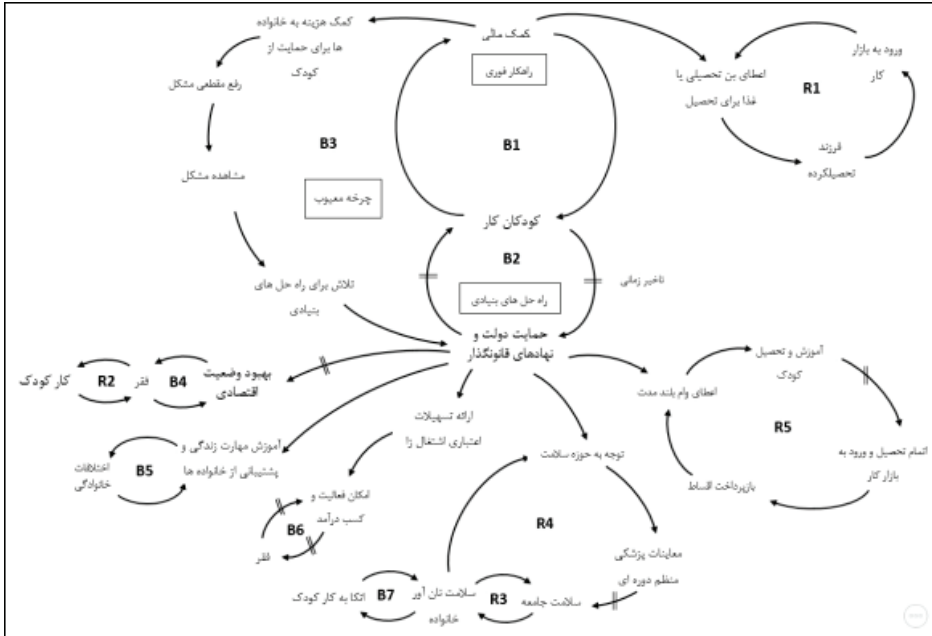 کمک هزینه به خانواده
ها برای حمایت از
کودک
کمک مالی
راهکار فوری
ورود به بازار
کار
رفع مقطعی مشکل
اعطای بن تحصیلی یا
غذا برای تحصیل
R1
B3
B1
فرزند
تحصیلکرده
مشاهده مشکل
چرخه معیوب
کودکان کار
B2
تاخیر زمانی
تلاش برای راه حل های
بنیادی
راه حل های بنیادی
حمایت دولت و
نهادهای قانونگذار
آموزش و تحصیل
کودک
کار کودک
R2
فقر
B4
بهبود وضعیت
اقتصادی
اعطای وام بلند مدت
R5
ارائه تسهیلات
اعتباری اشتغال زا
آموزش مهارت زندگی و
پشتیبانی از خانواده ها
B5
اختلافات
خانوادگی
توجه به حوزه سلامت
اتمام تحصیل و ورود به
بازار کار
بازپرداخت اقساط
امکان فعالیت و
کسب درآمد
B6
فقر
R4
معاینات پزشکی
منظم دوره ای
اتکا به کار کودک
B7
سلامت نان آور
خانواده
R3
سلامت جامعه